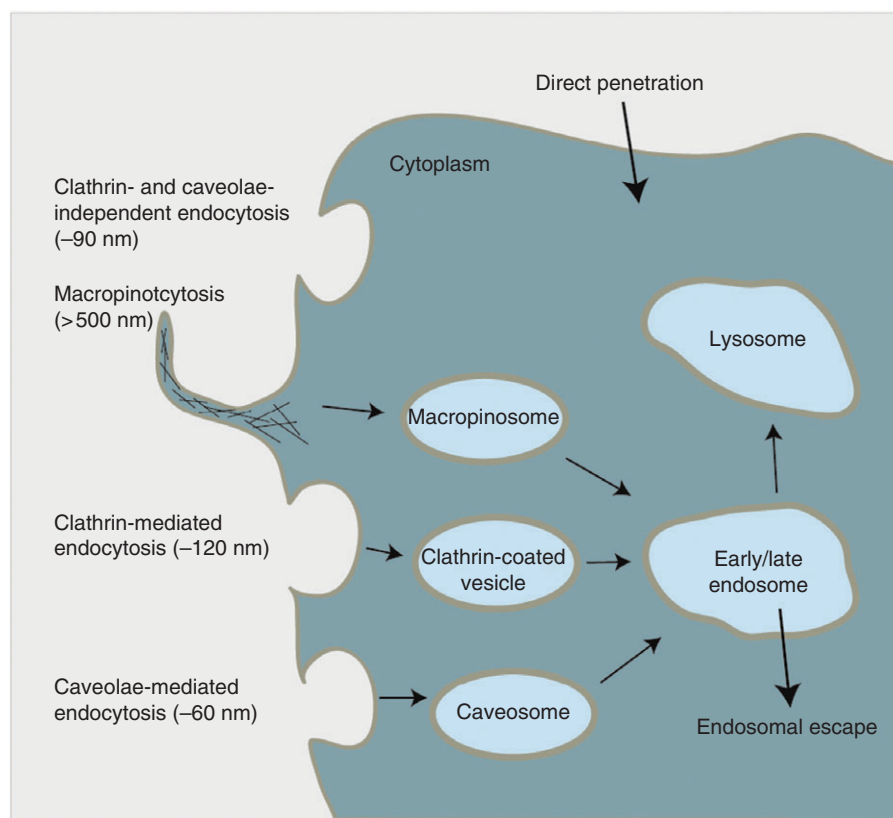 Direct penetration
Cytoplasm
Clathrin- and caveolae-
independent endocytosis
(–90 nm)
Macropinotcytosis
(>500 nm)
Lysosome
Macropinosome
Clathrin-mediated
endocytosis (–120 nm)
Clathrin-coated
vesicle
Early/late
endosome
Caveolae-mediated
endocytosis (–60 nm)
Caveosome
Endosomal escape